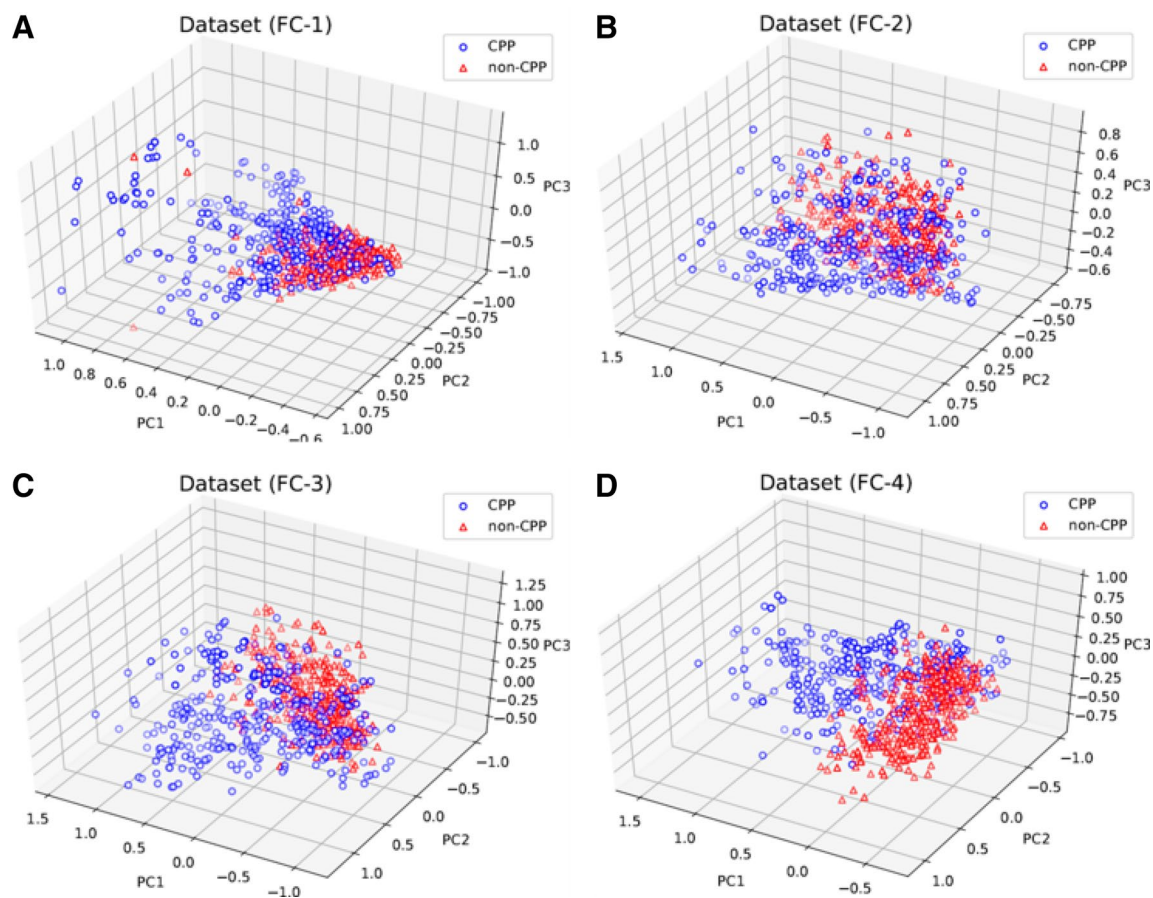 A
Dataset (FC-1)
CPP
non-CPP
1.0
0.5
PC3
0.0
−0.5
−1.0
−1.00
−0.75
−0.50
−0.25
0.00
PC2
0.25
0.50
0.75
1.00
1.0
0.8
0.6
0.4
0.2
0.0
−0.2
−0.4
−0.6
PC1
B
Dataset (FC-2)
CPP
non-CPP
0.8
0.6
PC3
0.4
0.2
0.0
−0.2
−0.4
−0.6
−0.75
−0.50
−0.25
0.00
PC2
0.25
0.50
0.75
1.00
1.5
1.0
0.5
0.0
−0.5
−1.0
PC1
C
Dataset (FC-3)
CPP
non-CPP
1.25
1.00
0.75
0.50
PC3
0.25
0.00
−0.25
−0.50
−1.0
−0.5
0.0
PC2
0.5
1.0
1.5
1.0
0.5
0.0
−0.5
−1.0
PC1
D
Dataset (FC-4)
CPP
non-CPP
1.00
0.75
0.50
0.25
PC3
0.00
−0.25
−0.50
−0.75
−1.0
−0.5
0.0
PC2
0.5
1.0
1.5
1.0
0.5
0.0
−0.5
PC1